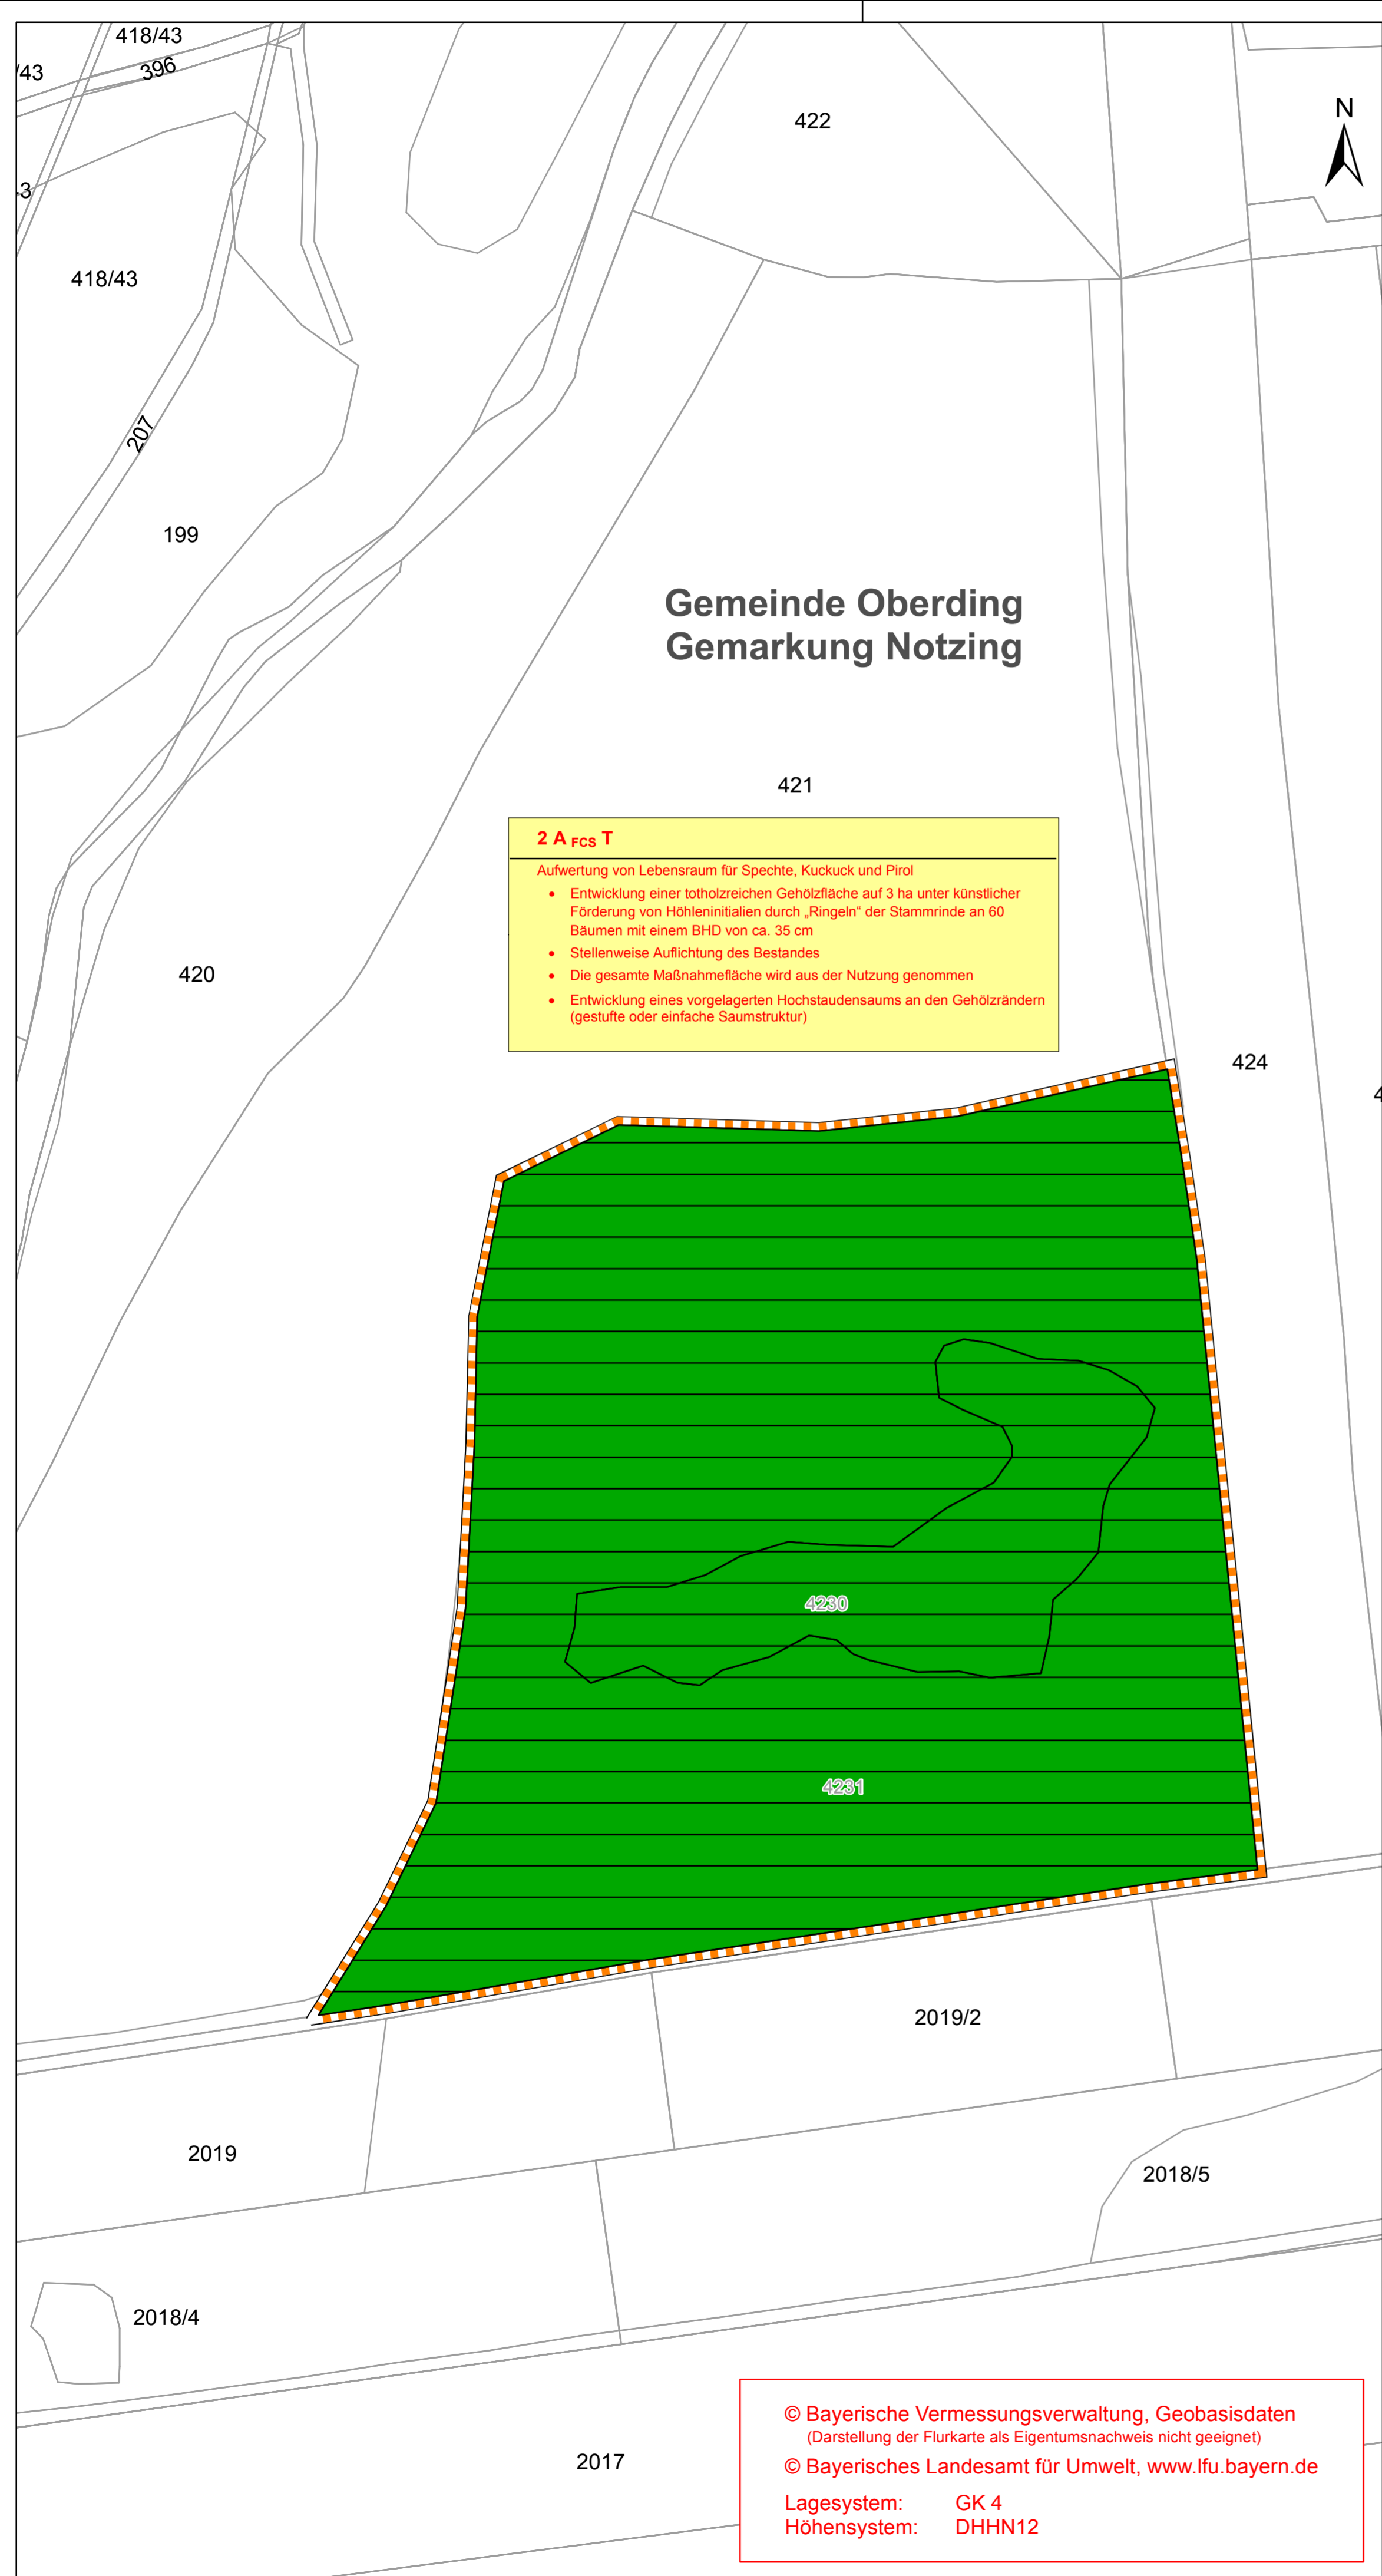 418/43
/43
396
N
422
418/43
207
199
Gemeinde Oberding
Gemarkung Notzing
421
2 A FCS T
Aufwertung von Lebensraum für Spechte, Kuckuck und Pirol
• Entwicklung einer totholzreichen Gehölzfläche auf 3 ha unter künstlicher
Förderung von Höhleninitialien durch „Ringeln“ der Stammrinde an 60
Bäumen mit einem BHD von ca. 35 cm
• Stellenweise Auflichtung des Bestandes
• Die gesamte Maßnahmefläche wird aus der Nutzung genommen
• Entwicklung eines vorgelagerten Hochstaudensaums an den Gehölzrändern
(gestufte oder einfache Saumstruktur)
420
424
4230
4231
2019/2
2019
2018/5
2018/4
2017
© Bayerische Vermessungsverwaltung, Geobasisdaten
(Darstellung der Flurkarte als Eigentumsnachweis nicht geeignet)
© Bayerisches Landesamt für Umwelt, www.lfu.bayern.de
Lagesystem: GK 4
Höhensystem: DHHN12